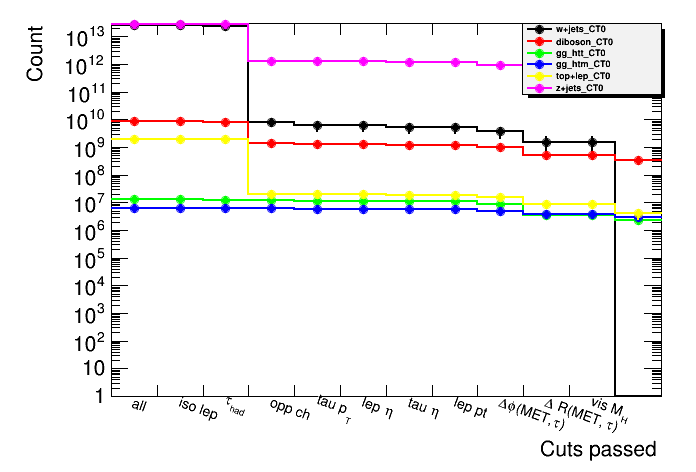 Count
10^13
10^12
10^11
10^10
10^9
10^8
10^7
10^6
10^5
10^4
10^3
10^2
10
1
w+jets_CT0
diboson_CT0
gg_htt_CT0
gg_htm_CT0
top+lep_CT0
z+jets_CT0
all
iso lep
τ_had
opp ch
tau p_T
lep η
tau η
lep pt
Δφ(MET,τ)
Δ R(MET,τ)
vis M_H
Cuts passed